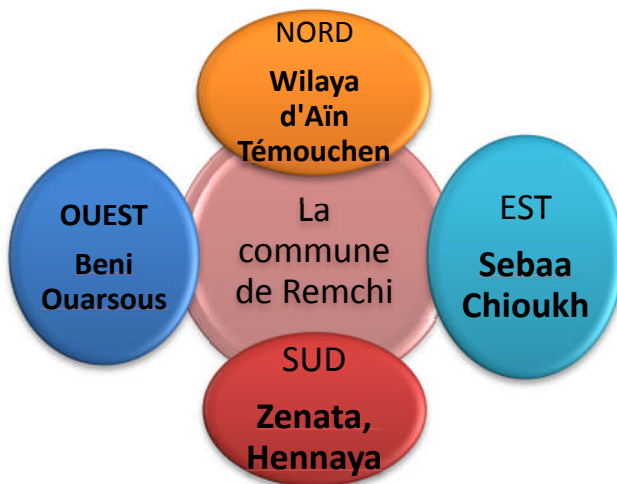 NORD
Wilaya
d'Aïn
Témouchen
OUEST
Beni
Ouarsous
La
commune
de Remchi
EST
Sebaa
Chioukh
SUD
Zenata,
Hennaya